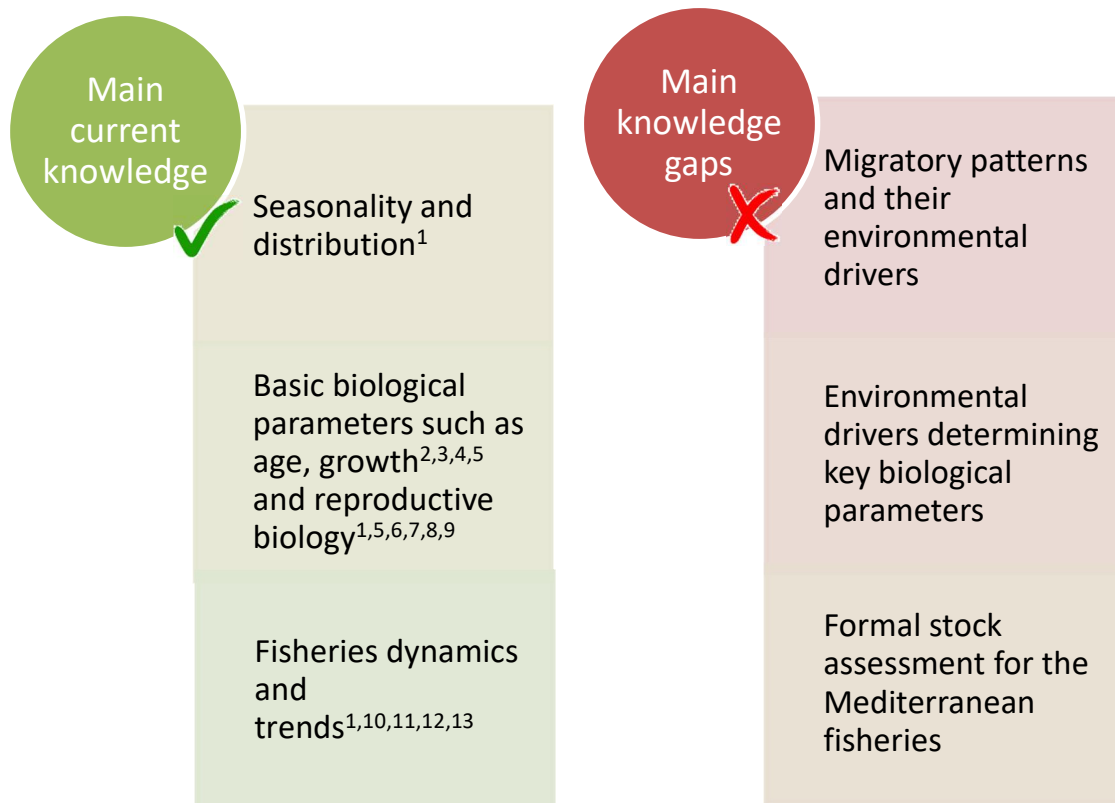 Main
current
knowledge
Seasonality and
distribution1
Basic biological
parameters such as
age, growth2,3,4,5
and reproductive
biology1,5,6,7,8,9
Fisheries dynamics
and
trends1,10,11,12,13
Main
knowledge
gaps
Migratory patterns
and their
environmental
drivers
Environmental
drivers determining
key biological
parameters
Formal stock
assessment for the
Mediterranean
fisheries